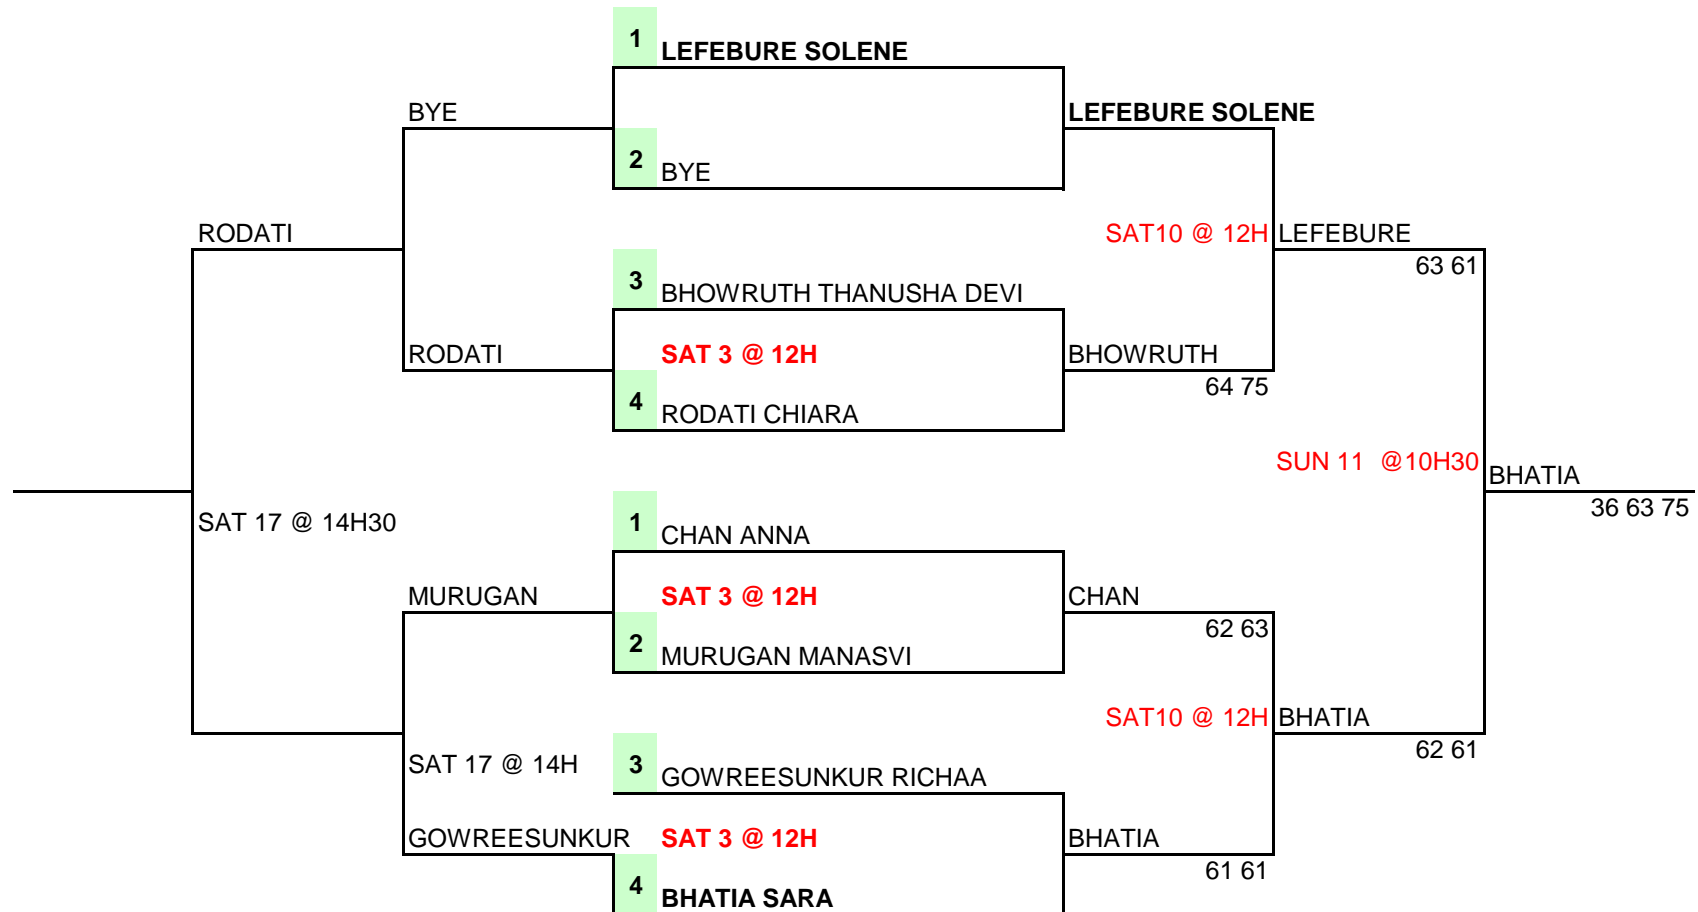 1
LEFEBURE SOLENE
BYE
LEFEBURE SOLENE
2
BYE
RODATI
SAT10 @ 12H
LEFEBURE
63 61
3
BHOWRUTH THANUSHA DEVI
RODATI
SAT 3 @ 12H
BHOWRUTH
64 75
4
RODATI CHIARA
SUN 11 @10H30
BHATIA
36 63 75
SAT 17 @ 14H30
1
CHAN ANNA
MURUGAN
SAT 3 @ 12H
CHAN
62 63
2
MURUGAN MANASVI
SAT10 @ 12H
BHATIA
62 61
SAT 17 @ 14H
3
GOWREESUNKUR RICHAA
GOWREESUNKUR
SAT 3 @ 12H
BHATIA
61 61
4
BHATIA SARA